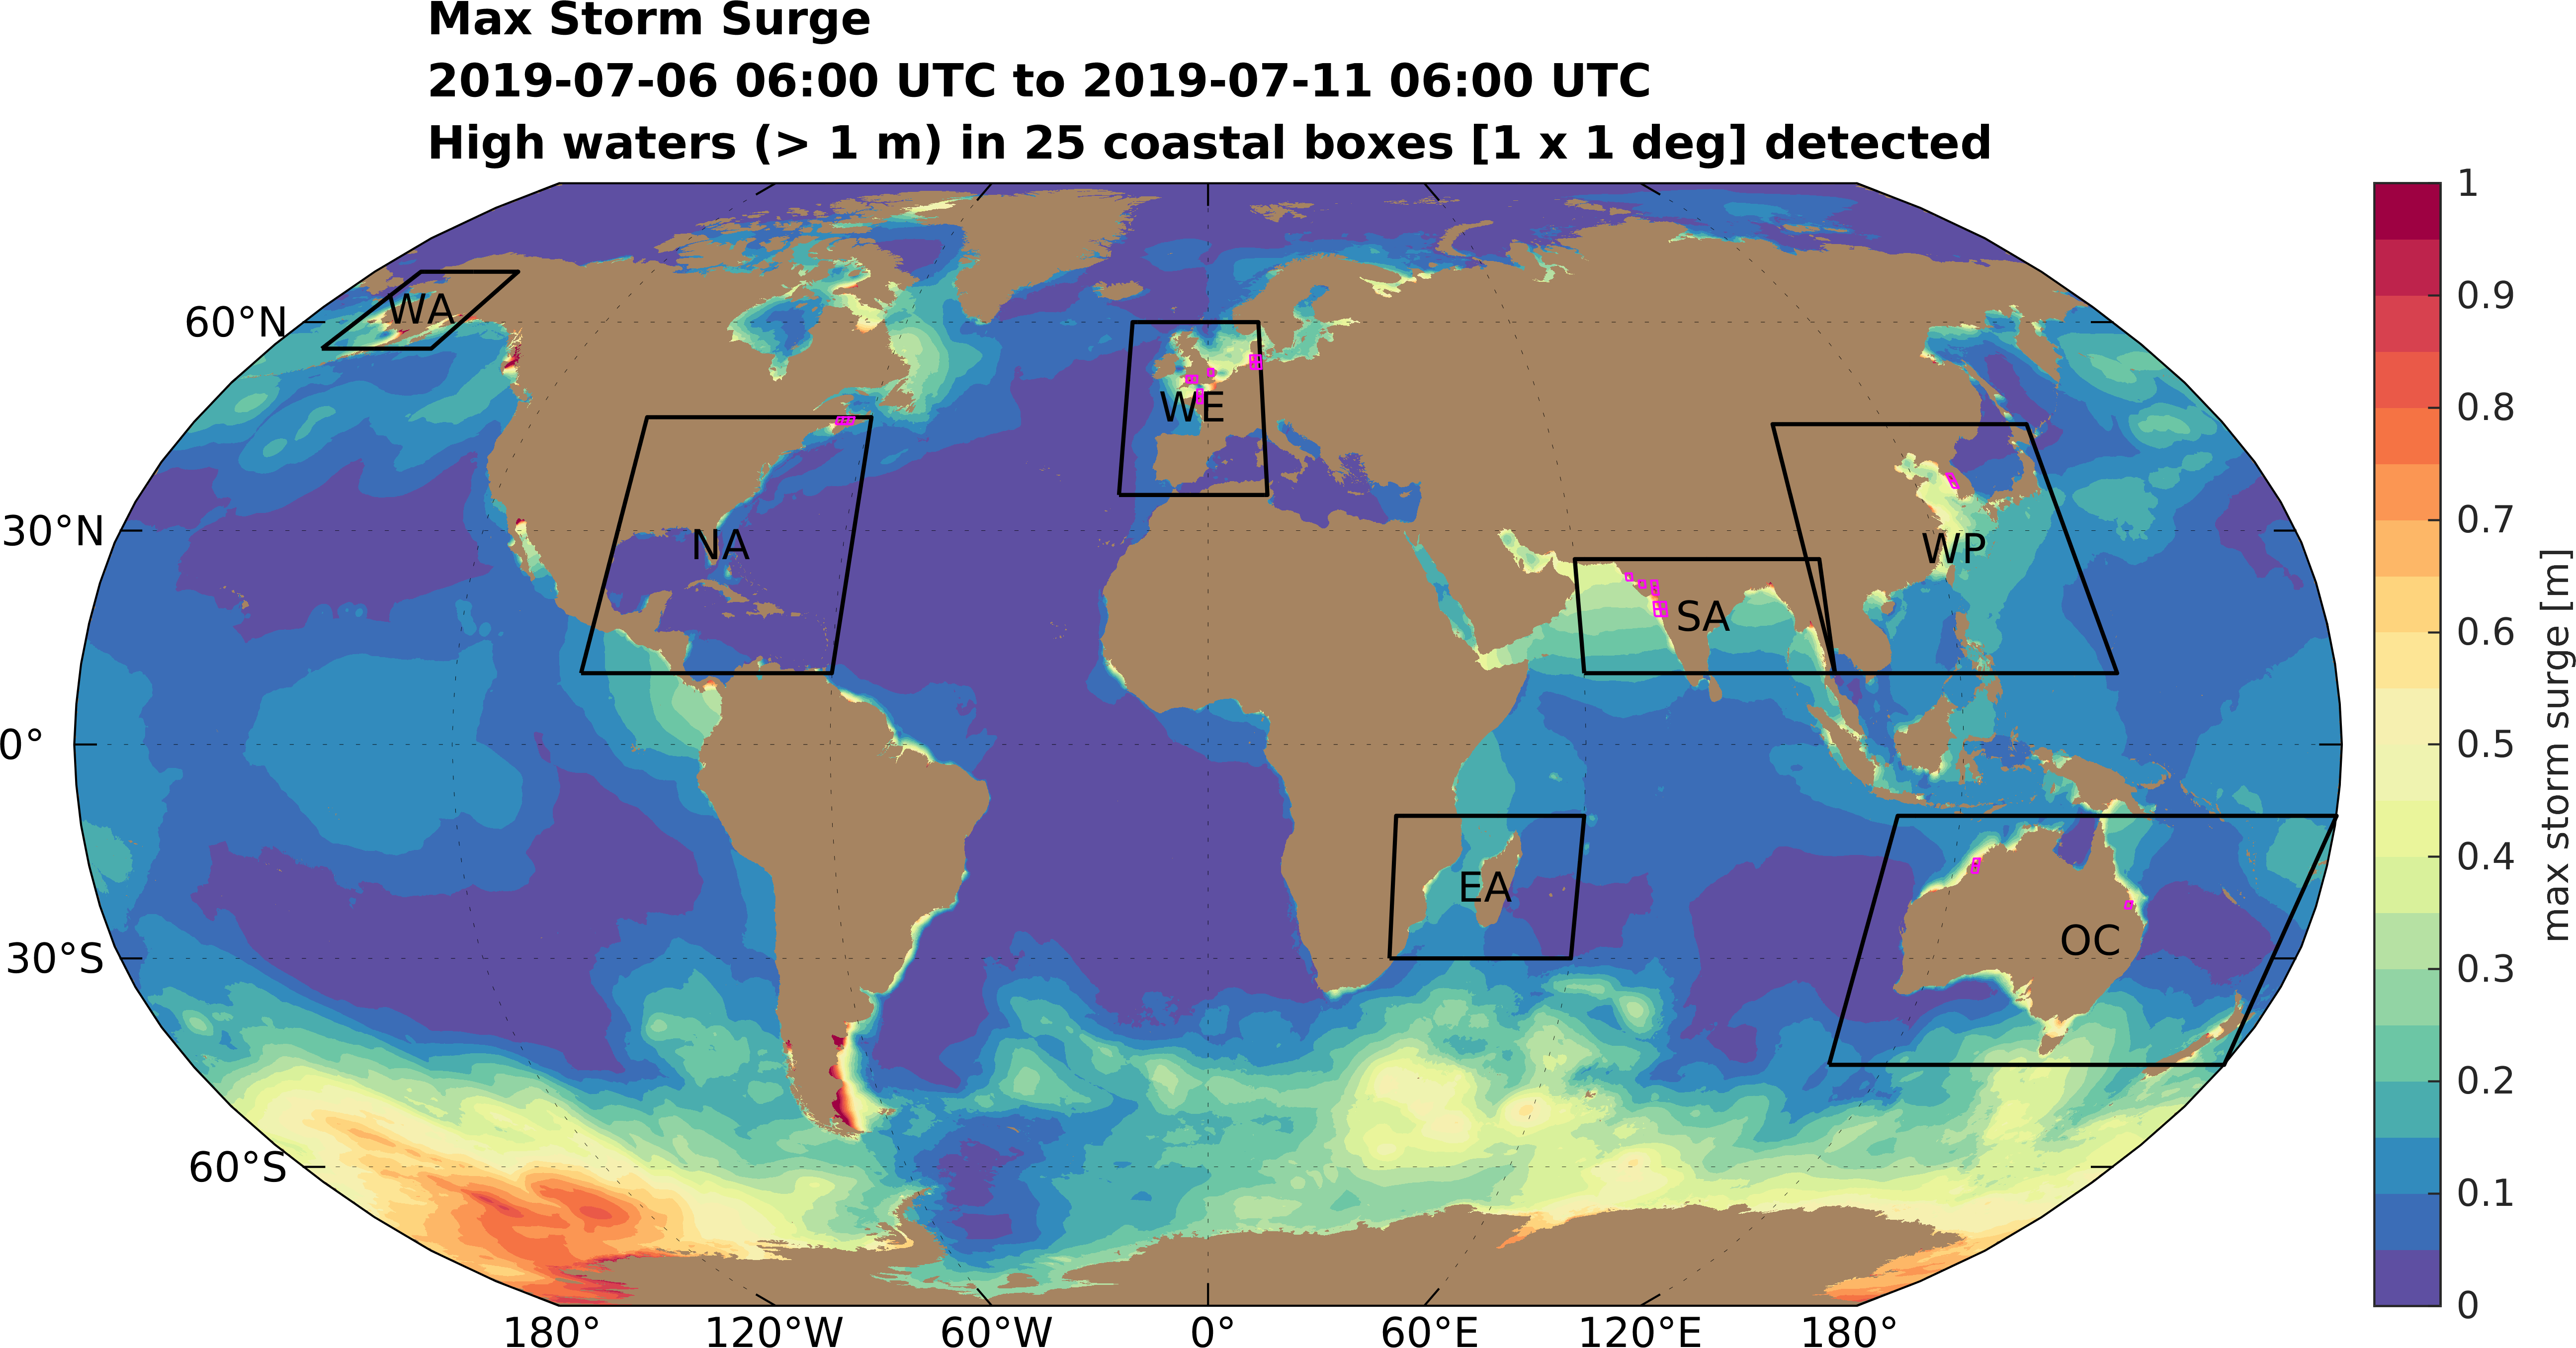 Max Storm Surge
2019-07-06 06:00 UTC to 2019-07-11 06:00 UTC
High waters (> 1 m) in 25 coastal boxes [1 x 1 deg] detected
60°N
30°N
0°
30°S
60°S
WA
NA
WE
SA
WP
EA
OC
180°
120°W
60°W
0°
60°E
120°E
180°
1
0.9
0.8
0.7
0.6
0.5
0.4
0.3
0.2
0.1
0
max storm surge [m]